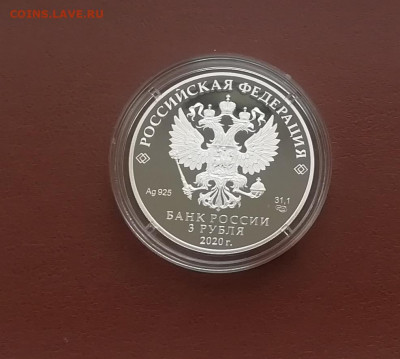 COINS.LAVE.RU
РОССИЙСКАЯ ФЕДЕРАЦИЯ
Ag 925
31,1
БАНК РОССИИ
3 РУБЛЯ
2020 г.